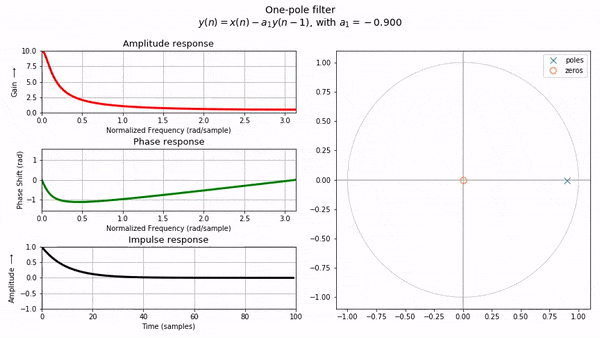 One-pole filter
y(n) = x(n) − a₁y(n − 1), with a₁ = −0.900
Amplitude response
Gain ⟶
10.0
7.5
5.0
2.5
0.0
0.0 0.5 1.0 1.5 2.0 2.5 3.0
Normalized Frequency (rad/sample)
Phase response
Phase Shift (rad)
1
0
−1
0.0 0.5 1.0 1.5 2.0 2.5 3.0
Normalized Frequency (rad/sample)
Impulse response
Amplitude ⟶
1.0
0.5
0.0
−0.5
−1.0
0 20 40 60 80 100
Time (samples)
poles
zeros
1.00
0.75
0.50
0.25
0.00
−0.25
−0.50
−0.75
−1.00
−1.00 −0.75 −0.50 −0.25 0.00 0.25 0.50 0.75 1.00